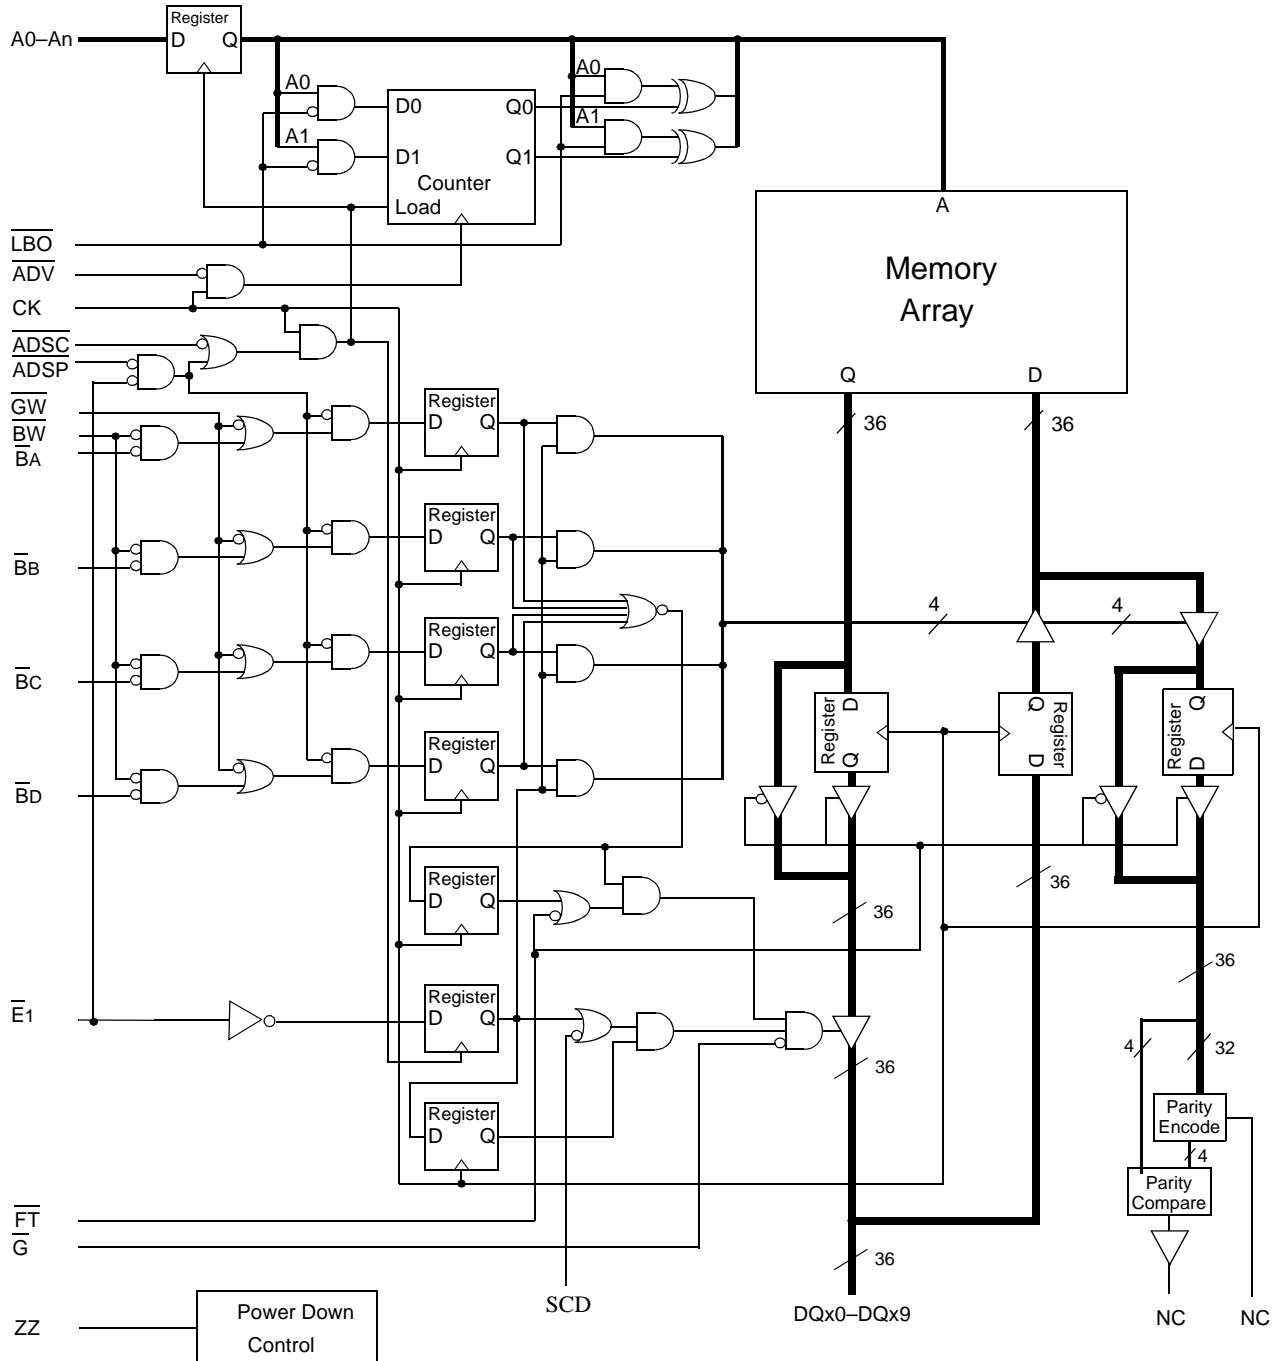 Register
A0–An
D Q
A0
A0
D0 Q0
A1
A1
D1 Q1
Counter
Load
A
LBO
ADV
Memory
CK
Array
ADSC
ADSP
Q D
Register
GW
D Q
36 36
BW
BA
Register
D Q
BB
4 4
Register
D Q
BC
D Q Register
Q D Register
Q D Register
Register
D Q
BD
Register
D Q
36
36
36
Register
E1
D Q
4 32
36
Register
D Q
Parity
Encode
4
Parity
Compare
FT
G
36
SCD
DQx0–DQx9
NC NC
Power Down
ZZ
Control